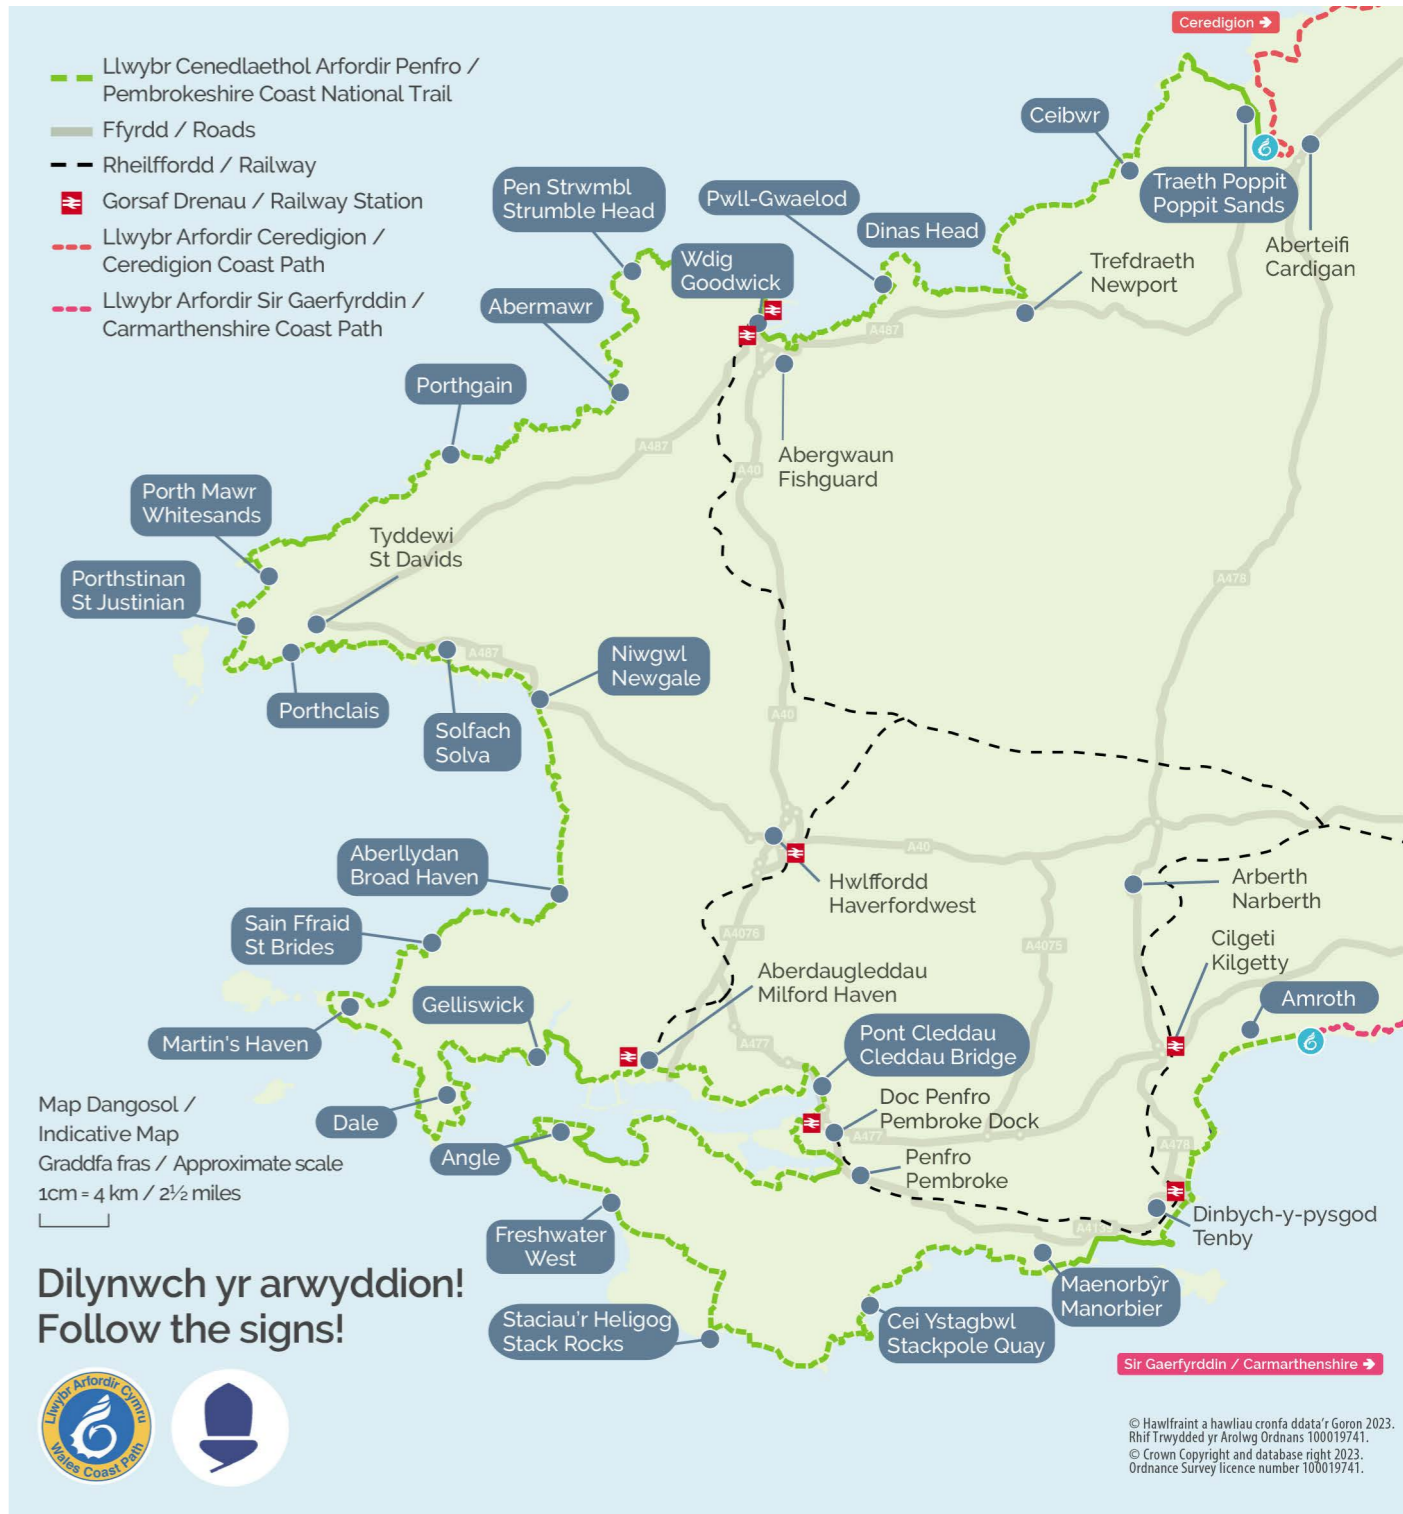 Ceredigion
Llwybr Cenedlaethol Arfordir Penfro /
Pembrokeshire Coast National Trail
Ffyrdd / Roads
Rheilffordd / Railway
Gorsaf Drenau / Railway Station
Llwybr Arfordir Ceredigion /
Ceredigion Coast Path
Llwybr Arfordir Sir Gaerfyrddin /
Carmarthenshire Coast Path
Ceibwr
Traeth Poppit
Poppit Sands
Aberteifi
Cardigan
Pen Strwmbl
Strumble Head
Pwll-Gwaelod
Dinas Head
Wdig
Goodwick
Trefdraeth
Newport
Abermawr
A487
Porthgain
A487
Abergwaun
Fishguard
A40
Porth Mawr
Whitesands
Tyddewi
St Davids
Porthstinan
St Justinian
A478
A487
Niwgwl
Newgale
Porthclais
Solfach
Solva
A40
Aberllydan
Broad Haven
A40
Hwlffordd
Haverfordwest
Arberth
Narberth
Sain Ffraid
St Brides
A4076
A4075
Cilgeti
Kilgetty
Aberdaugleddau
Milford Haven
Gelliswick
Amroth
Martin's Haven
A477
Pont Cleddau
Cleddau Bridge
Dale
Doc Penfro
Pembroke Dock
A477
A478
Angle
Penfro
Pembroke
Map Dangosol /
Indicative Map
Graddfa fras / Approximate scale
1cm = 4 km / 2½ miles
Freshwater
West
Dinbych-y-pysgod
Tenby
Dilynwch yr arwyddion!
Follow the signs!
Maenorbŷr
Manorbier
Staciau’r Heligog
Stack Rocks
Cei Ystagbwl
Stackpole Quay
Sir Gaerfyrddin / Carmarthenshire
Llwybr Arfordir Cymru
Wales Coast Path
© Hawlfraint a hawliau cronfa ddata’r Goron 2023.
Rhif Trwydded yr Arolwg Ordnans 100019741.
© Crown Copyright and database right 2023.
Ordnance Survey licence number 100019741.